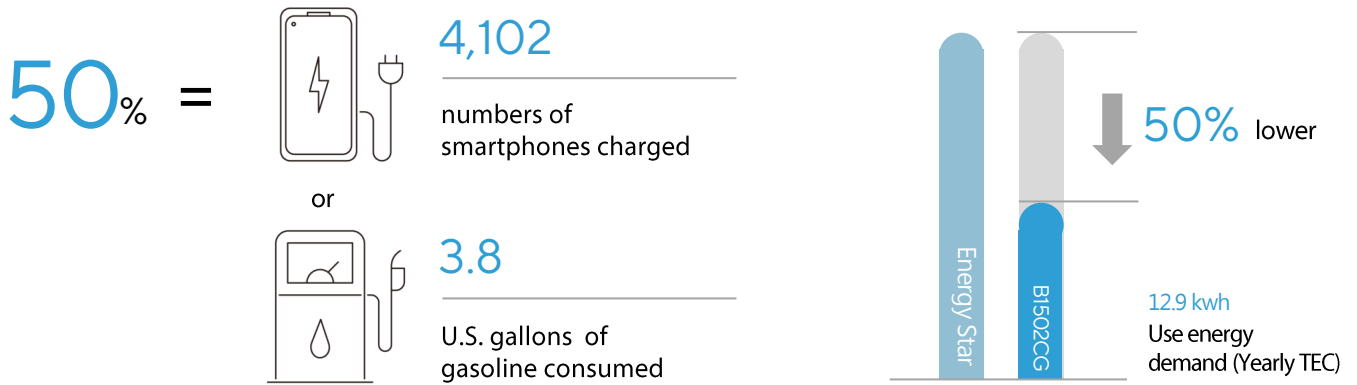 50% =
4,102
numbers of
smartphones charged
or
3.8
U.S. gallons of
gasoline consumed
Energy Star
B1502CG
50% lower
12.9 kwh
Use energy
demand (Yearly TEC)